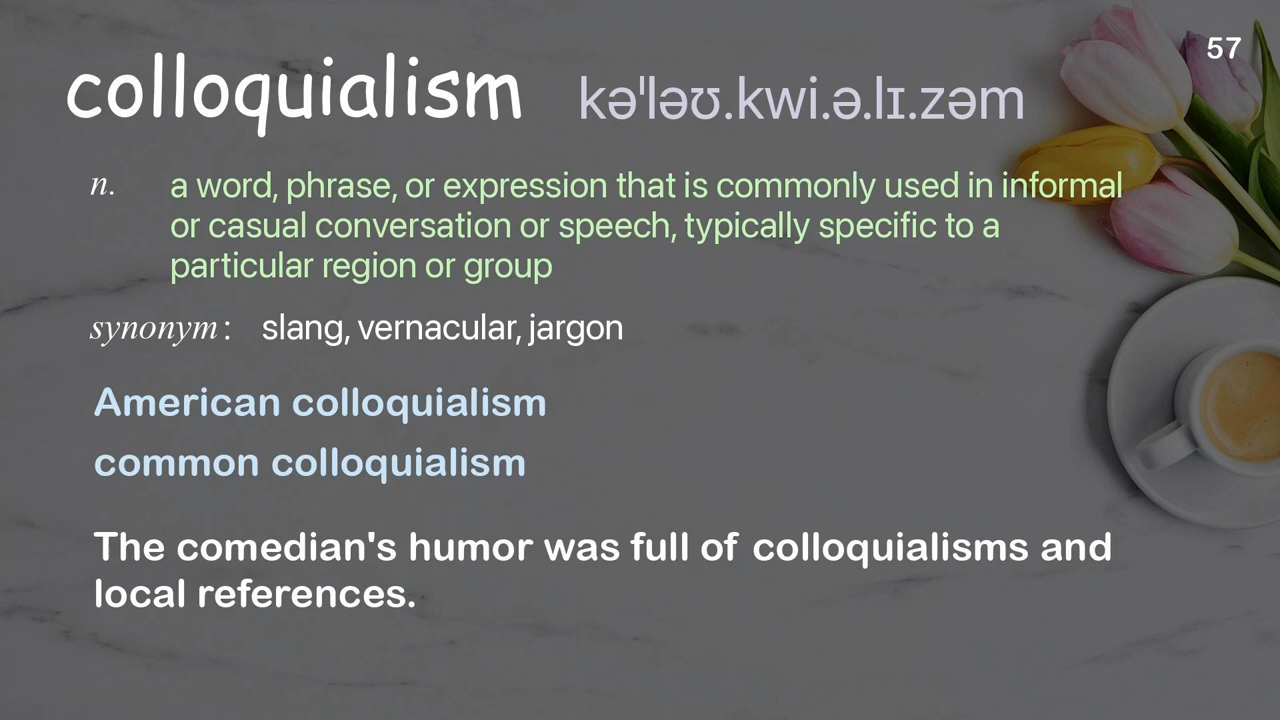 57
colloquialism kəˈləʊ.kwi.ə.lɪ.zəm
n. a word, phrase, or expression that is commonly used in informal
or casual conversation or speech, typically specific to a
particular region or group
synonym: slang, vernacular, jargon
American colloquialism
common colloquialism
The comedian's humor was full of colloquialisms and
local references.